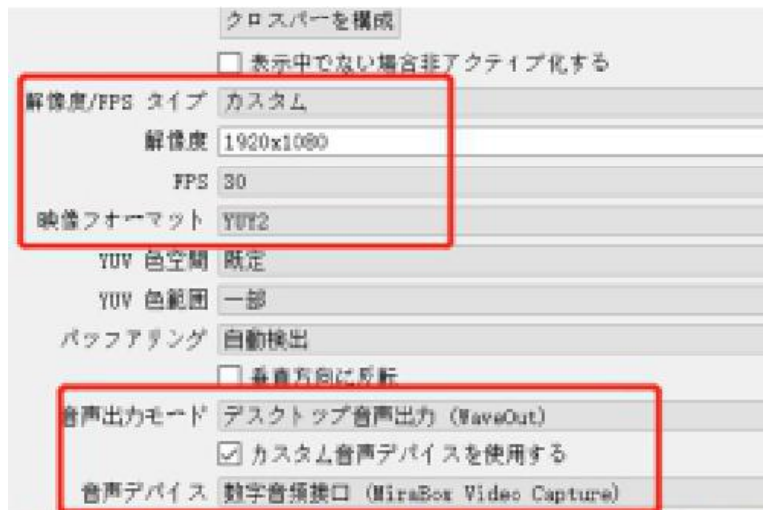 クロスバーを構成
表示中でない場合非アクティブ化する
解像度/FPS タイプ カスタム
解像度 1920x1080
FPS 30
映像フォーマット YUY2
YUV 色空間 既定
YUV 色範囲 一部
バッファリング 自動検出
垂直方向に反転
音声出力モード デスクトップ音声出力 (WaveOut)
カスタム音声デバイスを使用する
音声デバイス 数字音频接口 (MiraBox Video Capture)